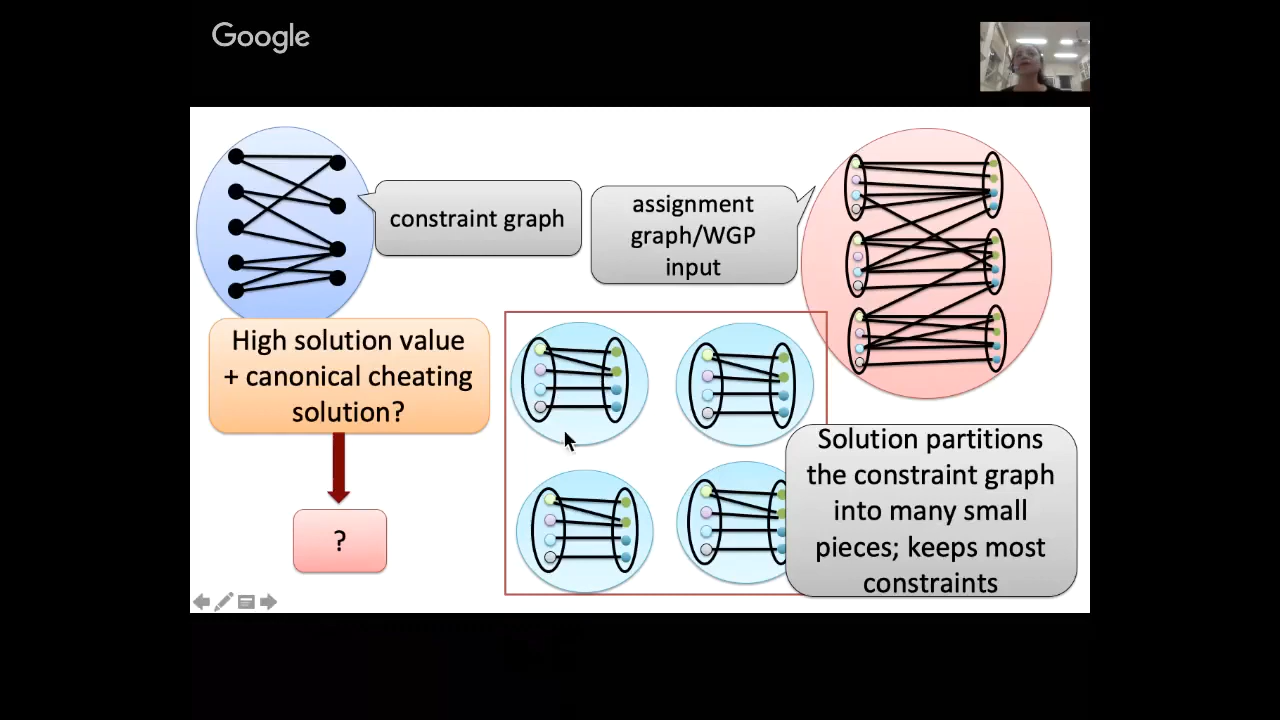 Google
constraint graph
assignment
graph/WGP
input
High solution value
+ canonical cheating
solution?
?
Solution partitions
the constraint graph
into many small
pieces; keeps most
constraints